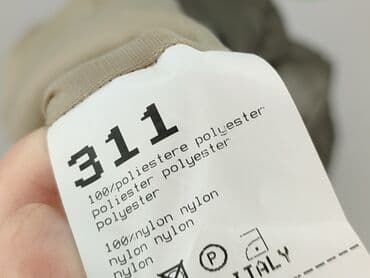 311
100/poliestere polyester
poliester polyester
polyester
100/nylon nylon
nylon nylon
nylon
P
ITALY